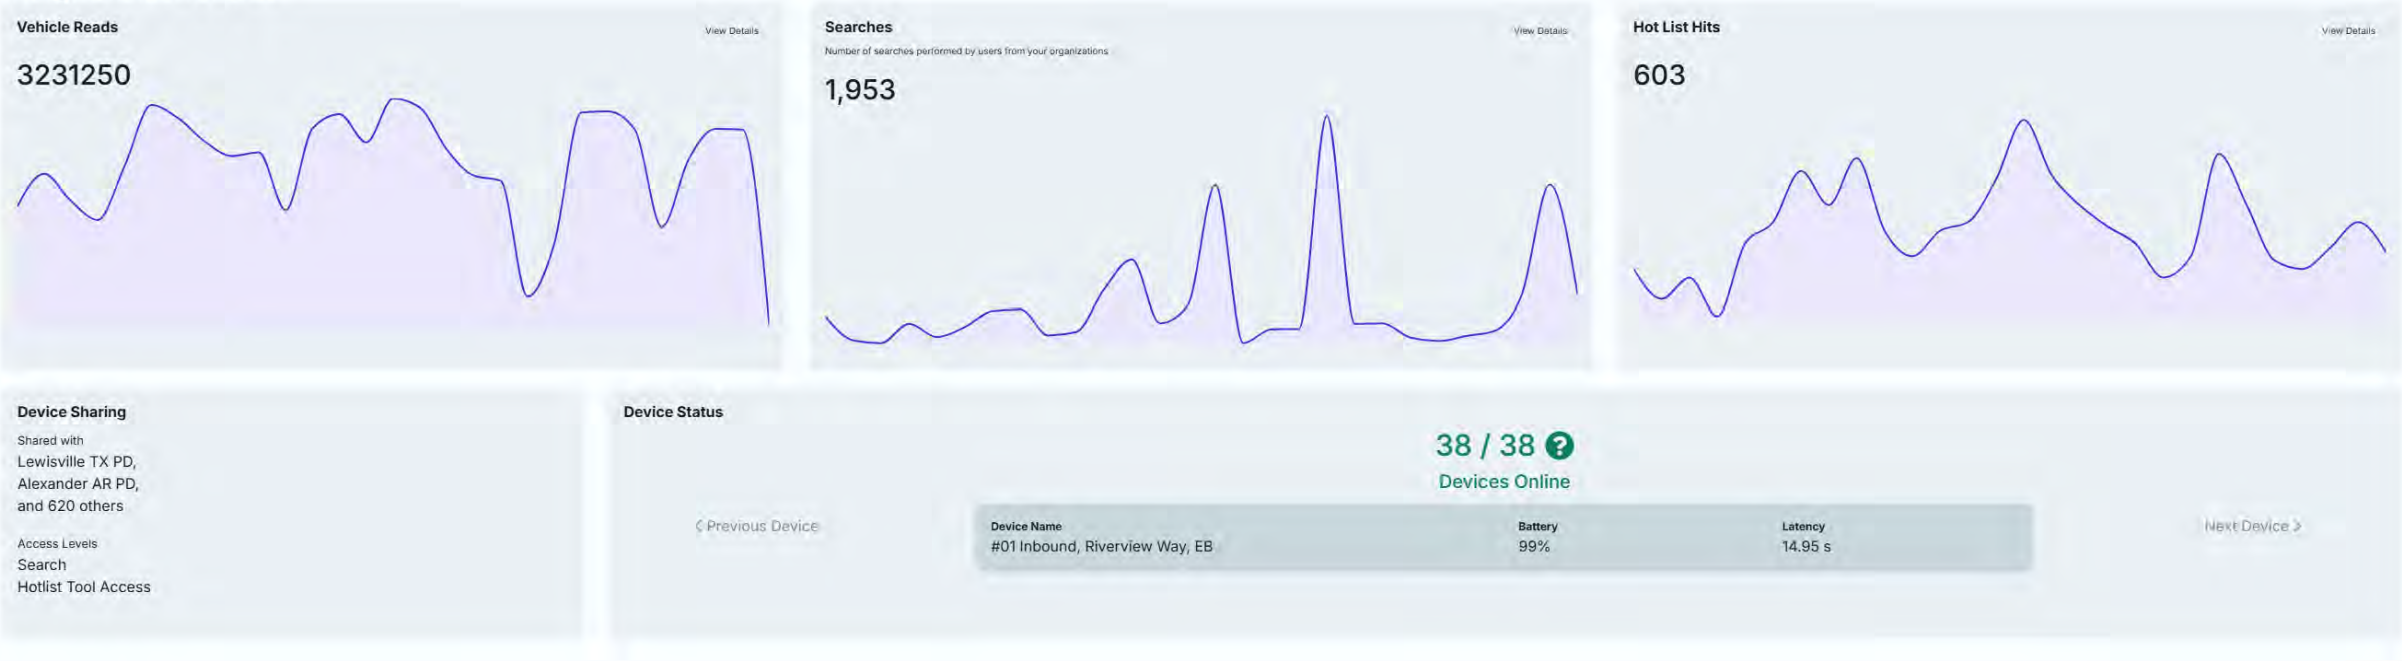 Vehicle Reads
View Details
3231250
Searches
View Details
Number of searches performed by users from your organizations
1,953
Hot List Hits
View Details
603
Device Sharing
Shared with
Lewisville TX PD,
Alexander AR PD,
and 620 others
Access Levels
Search
Hotlist Tool Access
Device Status
38 / 38 ?
Devices Online
< Previous Device
Device Name Battery Latency
#01 Inbound, Riverview Way, EB 99% 14.95 s
Next Device >